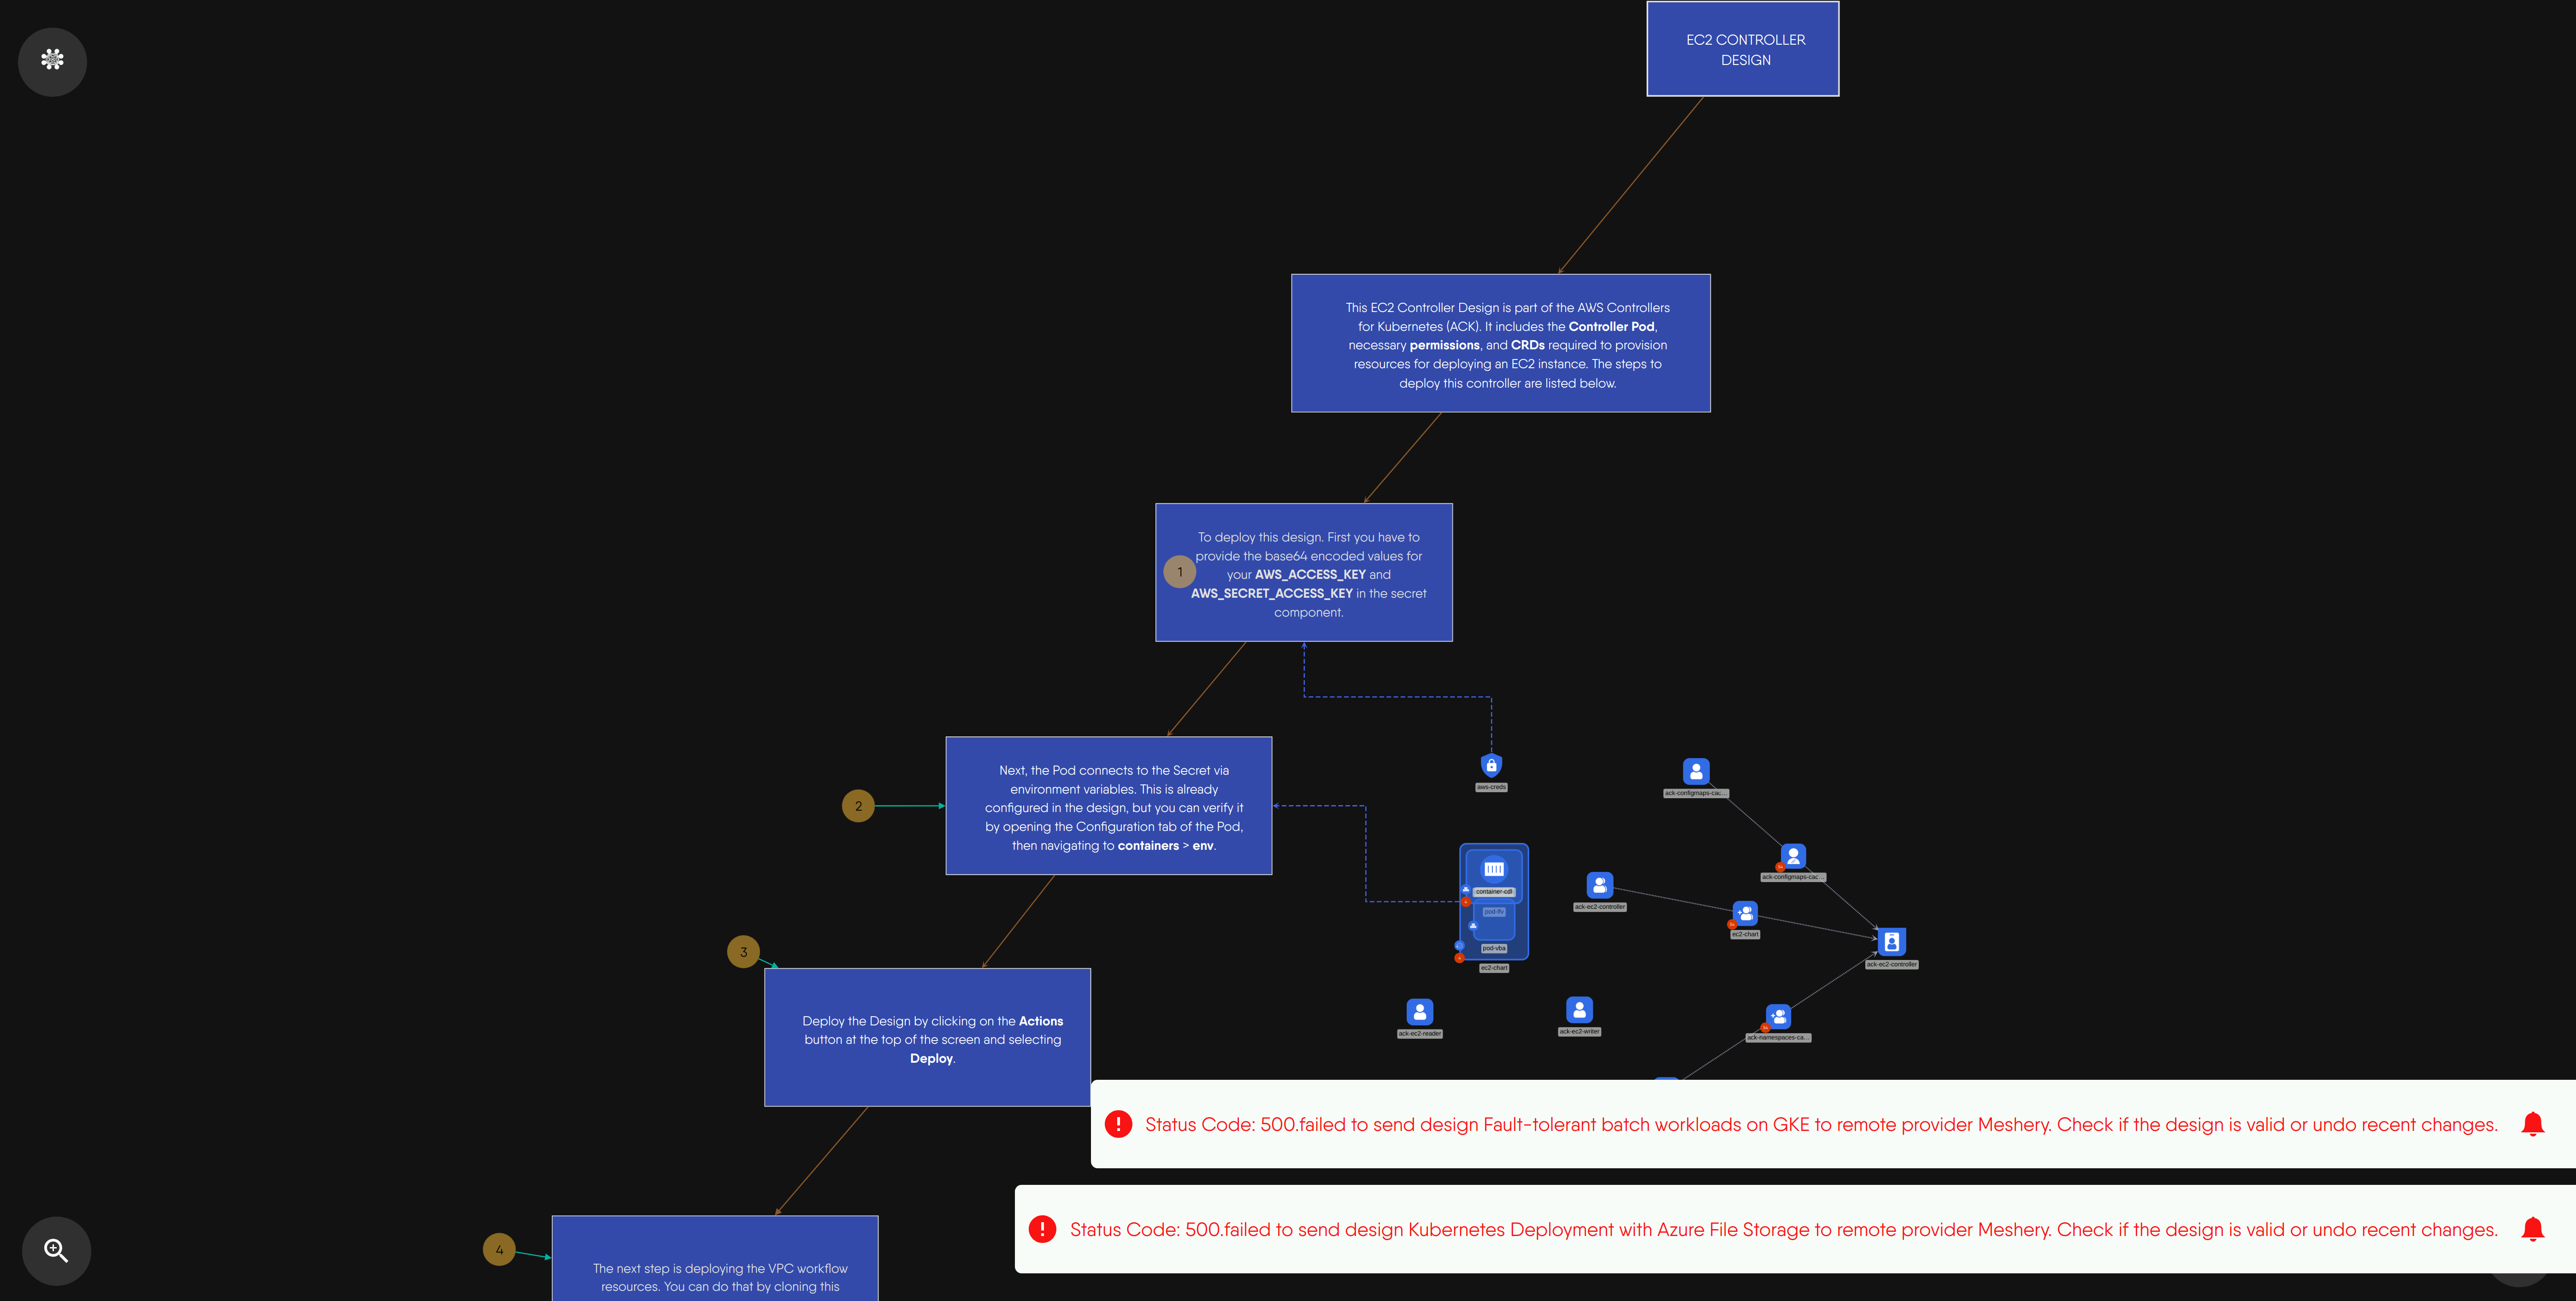 EC2 CONTROLLER
DESIGN
This EC2 Controller Design is part of the AWS Controllers
for Kubernetes (ACK). It includes the Controller Pod,
necessary permissions, and CRDs required to provision
resources for deploying an EC2 instance. The steps to
deploy this controller are listed below.
1
To deploy this design. First you have to
provide the base64 encoded values for
your AWS_ACCESS_KEY and
AWS_SECRET_ACCESS_KEY in the secret
component.
2
Next, the Pod connects to the Secret via
environment variables. This is already
configured in the design, but you can verify it
by opening the Configuration tab of the Pod,
then navigating to containers > env.
aws-creds
ack-configmaps-cac...
ack-configmaps-cac...
container-cdl
ack-ec2-controller
ec2-chart
pod-vba
ec2-chart
ack-ec2-controller
ack-ec2-reader
ack-ec2-writer
ack-namespaces-ca...
3
Deploy the Design by clicking on the Actions
button at the top of the screen and selecting
Deploy.
4
The next step is deploying the VPC workflow
resources. You can do that by cloning this
Status Code: 500.failed to send design Fault-tolerant batch workloads on GKE to remote provider Meshery. Check if the design is valid or undo recent changes.
Status Code: 500.failed to send design Kubernetes Deployment with Azure File Storage to remote provider Meshery. Check if the design is valid or undo recent changes.